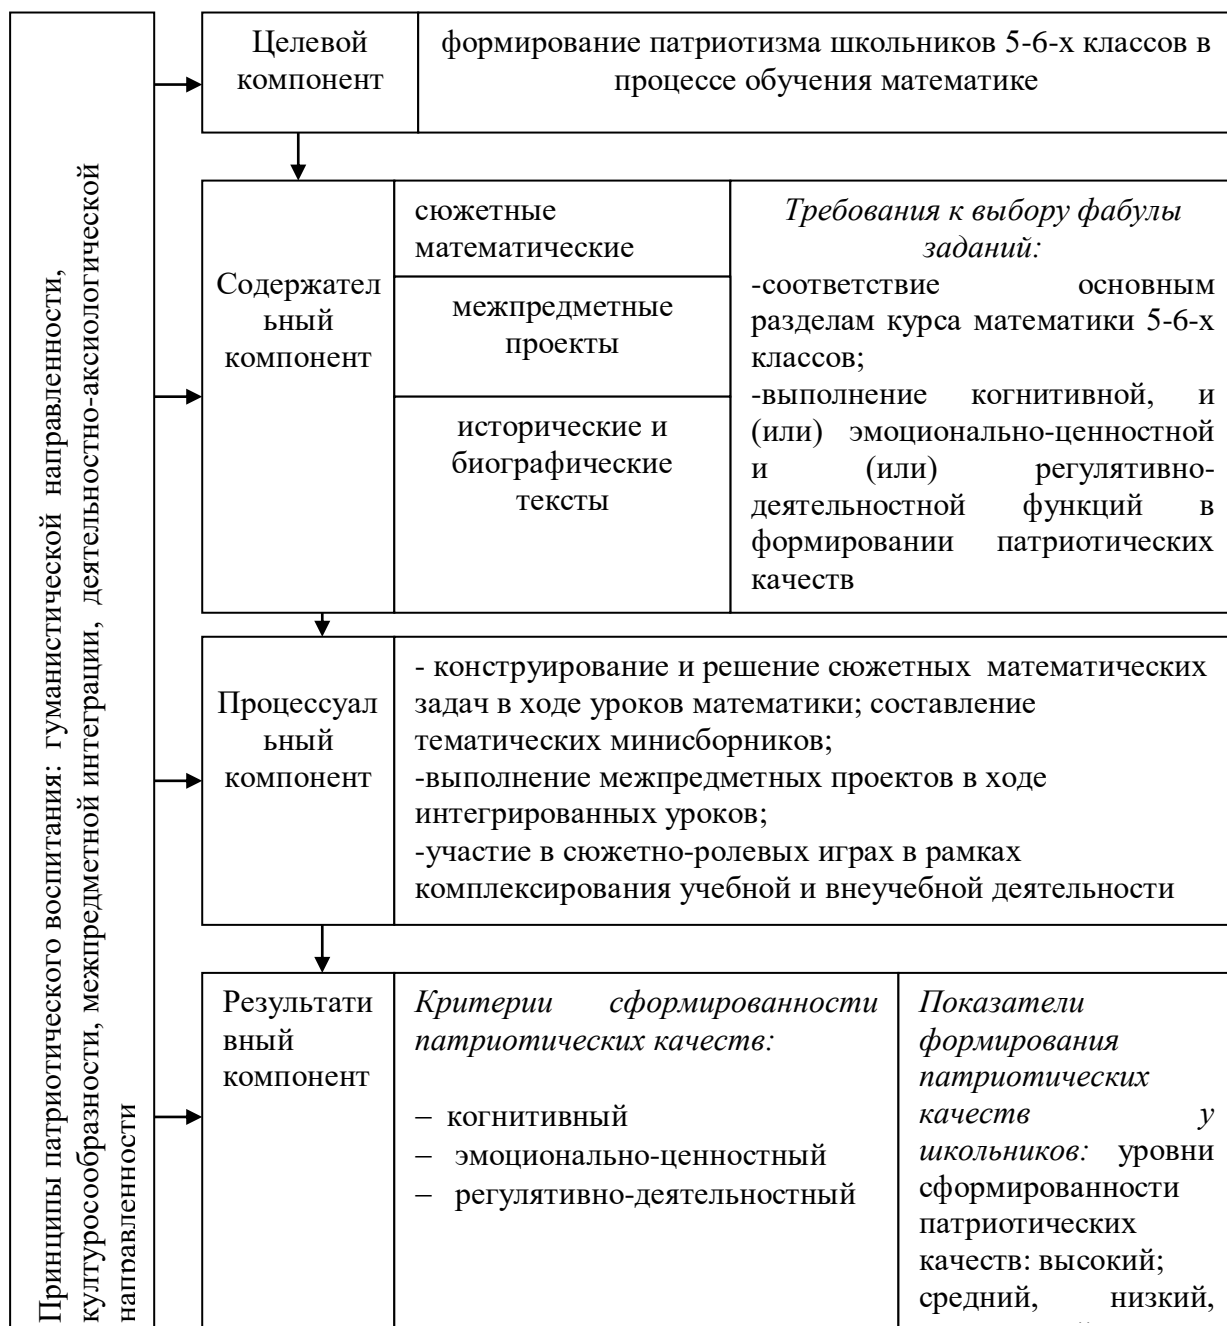 Принципы патриотического воспитания: гуманистической направленности,
културосообразности, межпредметной интеграции, деятельностно-аксиологической
направленности
Целевой
компонент
формирование патриотизма школьников 5-6-х классов в
процессе обучения математике
Содержател
ьный
компонент
сюжетные
математические
межпредметные
проекты
исторические и
биографические
тексты
Требования к выбору фабулы
заданий:
-соответствие основным
разделам курса математики 5-6-х
классов;
-выполнение когнитивной, и
(или) эмоционально-ценностной
и (или) регулятивно-
деятельностной функций в
формировании патриотических
качеств
Процессуал
ьный
компонент
- конструирование и решение сюжетных математических
задач в ходе уроков математики; составление
тематических минисборников;
-выполнение межпредметных проектов в ходе
интегрированных уроков;
-участие в сюжетно-ролевых играх в рамках
комплексирования учебной и внеучебной деятельности
Результати
вный
компонент
Критерии сформированности
патриотических качеств:
– когнитивный
– эмоционально-ценностный
– регулятивно-деятельностный
Показатели
формирования
патриотических
качеств у
школьников: уровни
сформированности
патриотических
качеств: высокий;
средний, низкий,